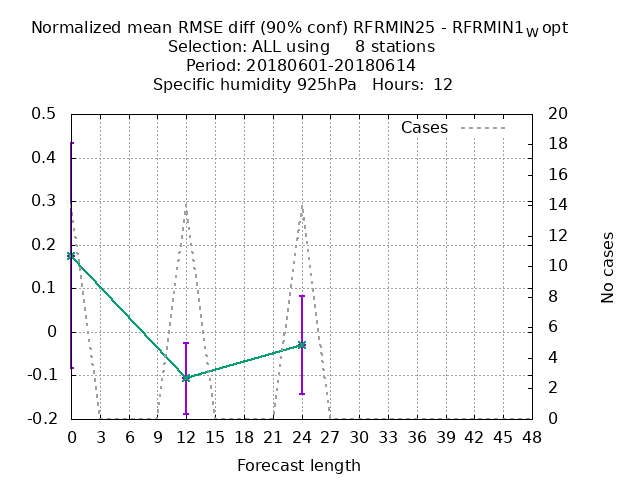 Normalized mean RMSE diff (90% conf) RFRMIN25 - RFRMIN1Wopt
Selection: ALL using     8 stations
Period: 20180601-20180614
Specific humidity 925hPa   Hours:  12
Cases
0.5
0.4
0.3
0.2
0.1
0
-0.1
-0.2
20
18
16
14
12
10
8
6
4
2
0
No cases
0 3 6 9 12 15 18 21 24 27 30 33 36 39 42 45 48
Forecast length